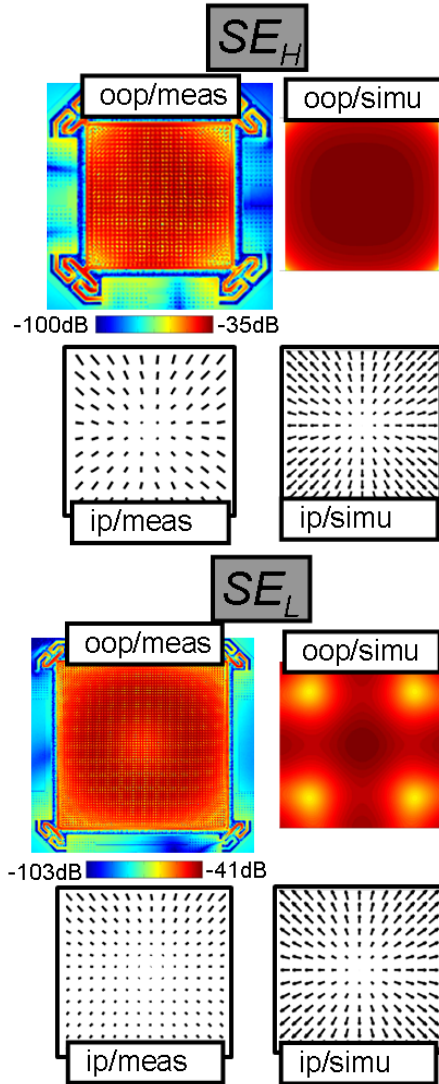 SE_H
oop/meas
oop/simu
-100dB
-35dB
ip/meas
ip/simu
SE_L
oop/meas
oop/simu
-103dB
-41dB
ip/meas
ip/simu